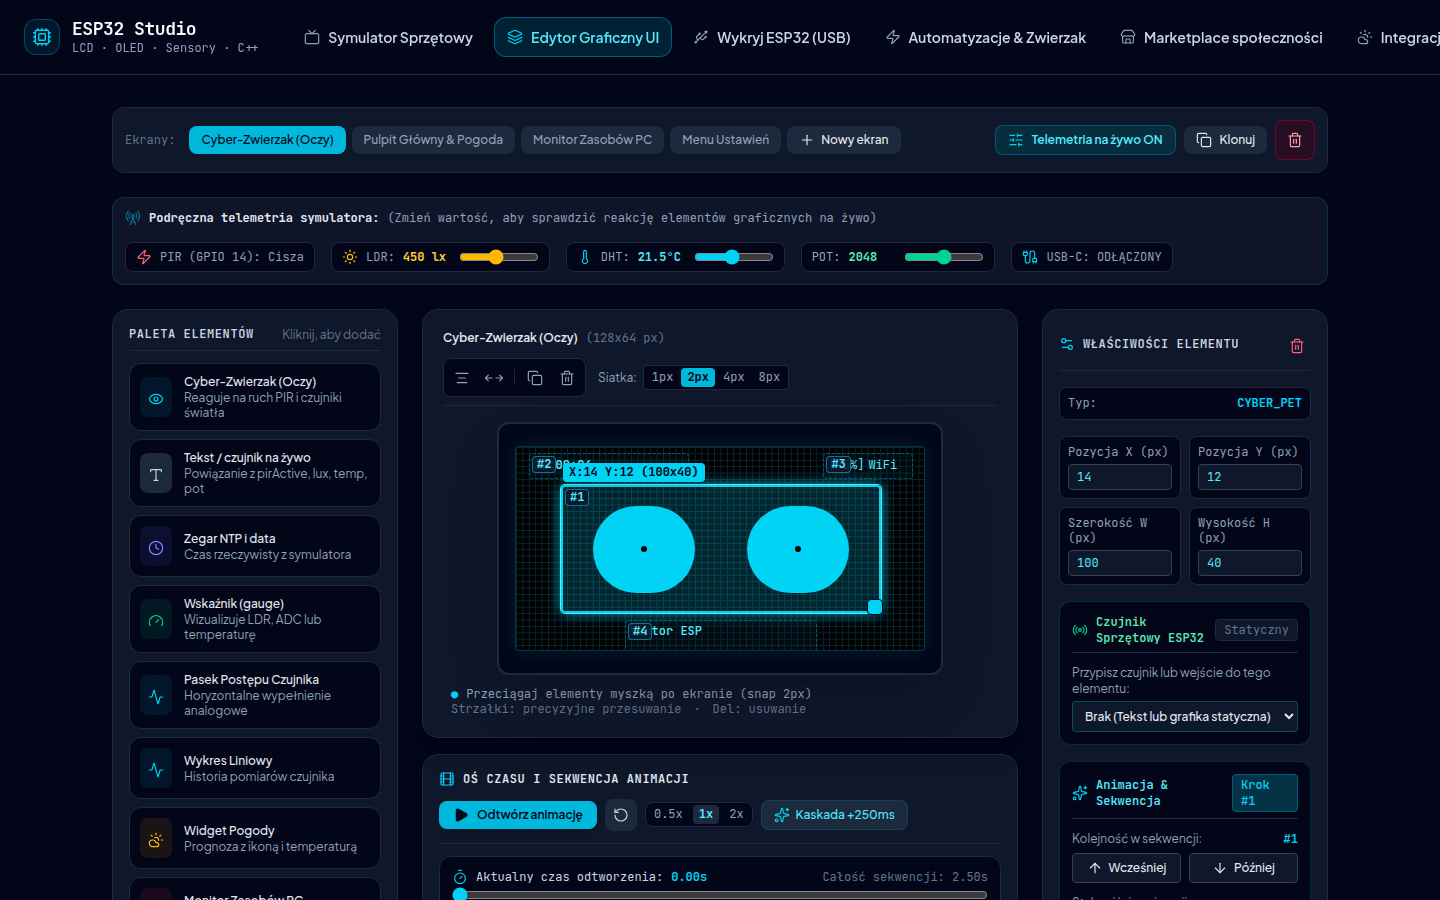 ESP32 Studio
LCD · OLED · Sensory · C++
Symulator Sprzętowy
Edytor Graficzny UI
Wykryj ESP32 (USB)
Automatyzacje & Zwierzak
Marketplace społeczności
Integracj
Ekrany:
Cyber-Zwierzak (Oczy)
Pulpit Główny & Pogoda
Monitor Zasobów PC
Menu Ustawień
Nowy ekran
Telemetria na żywo ON
Klonuj
Podręczna telemetria symulatora: (Zmień wartość, aby sprawdzić reakcję elementów graficznych na żywo)
PIR (GPIO 14): Cisza
LDR: 450 lx
DHT: 21.5°C
POT: 2048
USB-C: ODŁĄCZONY
PALETA ELEMENTÓW
Kliknij, aby dodać
Cyber-Zwierzak (Oczy)
Reaguje na ruch PIR i czujniki
światła
Tekst / czujnik na żywo
Powiązanie z pirActive, lux, temp,
pot
Zegar NTP i data
Czas rzeczywisty z symulatora
Wskaźnik (gauge)
Wizualizuje LDR, ADC lub
temperaturę
Pasek Postępu Czujnika
Horyzontalne wypełnienie
analogowe
Wykres Liniowy
Historia pomiarów czujnika
Widget Pogody
Prognoza z ikoną i temperaturą
Monitor Zasobów PC
Cyber-Zwierzak (Oczy) (128x64 px)
Siatka:
1px
2px
4px
8px
#2
#3 %] WiFi
X:14 Y:12 (100x40)
#1
#4 tor ESP
Przeciągaj elementy myszką po ekranie (snap 2px)
Strzałki: precyzyjne przesuwanie · Del: usuwanie
OŚ CZASU I SEKWENCJA ANIMACJI
Odtwórz animację
0.5x
1x
2x
Kaskada +250ms
Aktualny czas odtworzenia: 0.00s
Całość sekwencji: 2.50s
WŁAŚCIWOŚCI ELEMENTU
Typ:
CYBER_PET
Pozycja X (px)
14
Pozycja Y (px)
12
Szerokość W
(px)
100
Wysokość H
(px)
40
Czujnik
Sprzętowy ESP32
Statyczny
Przypisz czujnik lub wejście do tego
elementu:
Brak (Tekst lub grafika statyczna)
Animacja &
Sekwencja
Krok
#1
Kolejność w sekwencji:
#1
Wcześniej
Później